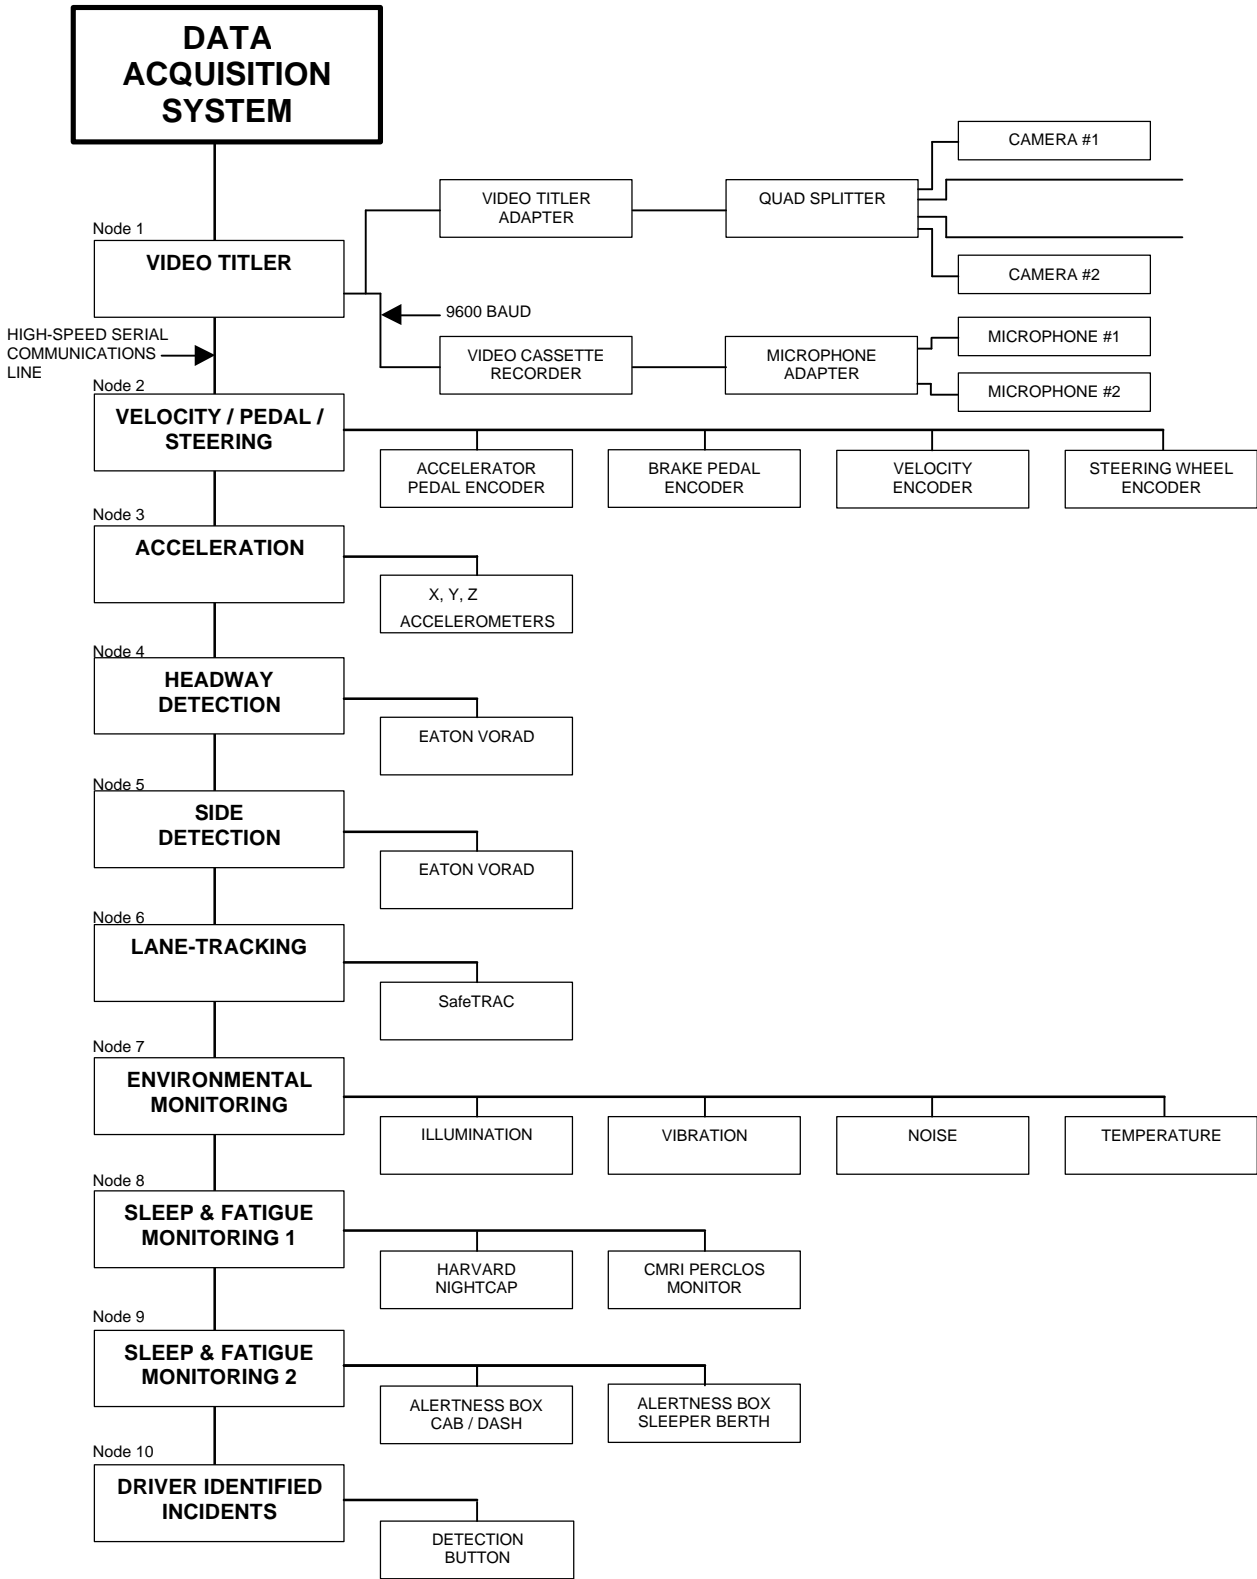 DATA
ACQUISITION
SYSTEM
CAMERA #1
VIDEO TITLER
ADAPTER
QUAD SPLITTER
Node 1
VIDEO TITLER
CAMERA #2
9600 BAUD
HIGH-SPEED SERIAL
COMMUNICATIONS
LINE
VIDEO CASSETTE
RECORDER
MICROPHONE
ADAPTER
MICROPHONE #1
MICROPHONE #2
Node 2
VELOCITY / PEDAL /
STEERING
ACCELERATOR
PEDAL ENCODER
BRAKE PEDAL
ENCODER
VELOCITY
ENCODER
STEERING WHEEL
ENCODER
Node 3
ACCELERATION
X, Y, Z
ACCELEROMETERS
Node 4
HEADWAY
DETECTION
EATON VORAD
Node 5
SIDE
DETECTION
EATON VORAD
Node 6
LANE-TRACKING
SafeTRAC
Node 7
ENVIRONMENTAL
MONITORING
ILLUMINATION
VIBRATION
NOISE
TEMPERATURE
Node 8
SLEEP & FATIGUE
MONITORING 1
HARVARD
NIGHTCAP
CMRI PERCLOS
MONITOR
Node 9
SLEEP & FATIGUE
MONITORING 2
ALERTNESS BOX
CAB / DASH
ALERTNESS BOX
SLEEPER BERTH
Node 10
DRIVER IDENTIFIED
INCIDENTS
DETECTION
BUTTON